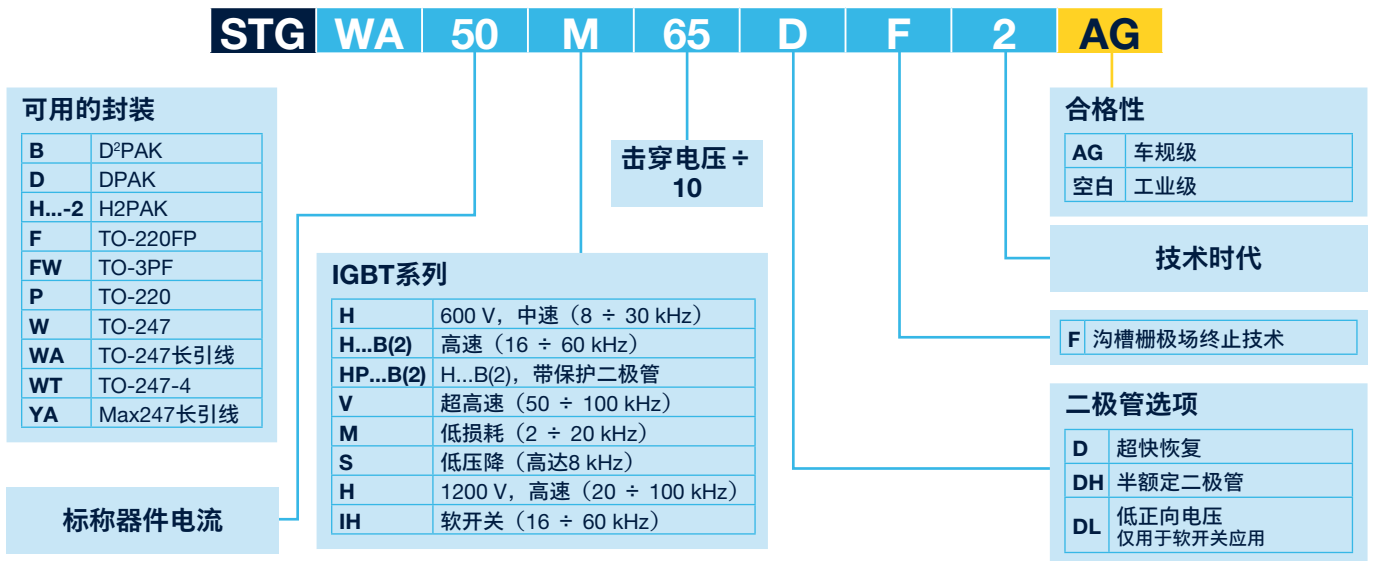 STG WA 50 M 65 D F 2 AG
可用的封装
B D²PAK
D DPAK
H...-2 H2PAK
F TO-220FP
FW TO-3PF
P TO-220
W TO-247
WA TO-247长引线
WT TO-247-4
YA Max247长引线
标称器件电流
IGBT系列
H 600 V，中速（8 ÷ 30 kHz）
H...B(2) 高速（16 ÷ 60 kHz）
HP...B(2) H...B(2)，带保护二极管
V 超高速（50 ÷ 100 kHz）
M 低损耗（2 ÷ 20 kHz）
S 低压降（高达8 kHz）
H 1200 V，高速（20 ÷ 100 kHz）
IH 软开关（16 ÷ 60 kHz）
击穿电压 ÷
10
合格性
AG 车规级
空白 工业级
技术时代
F 沟槽栅极场终止技术
二极管选项
D 超快恢复
DH 半额定二极管
DL 低正向电压
仅用于软开关应用